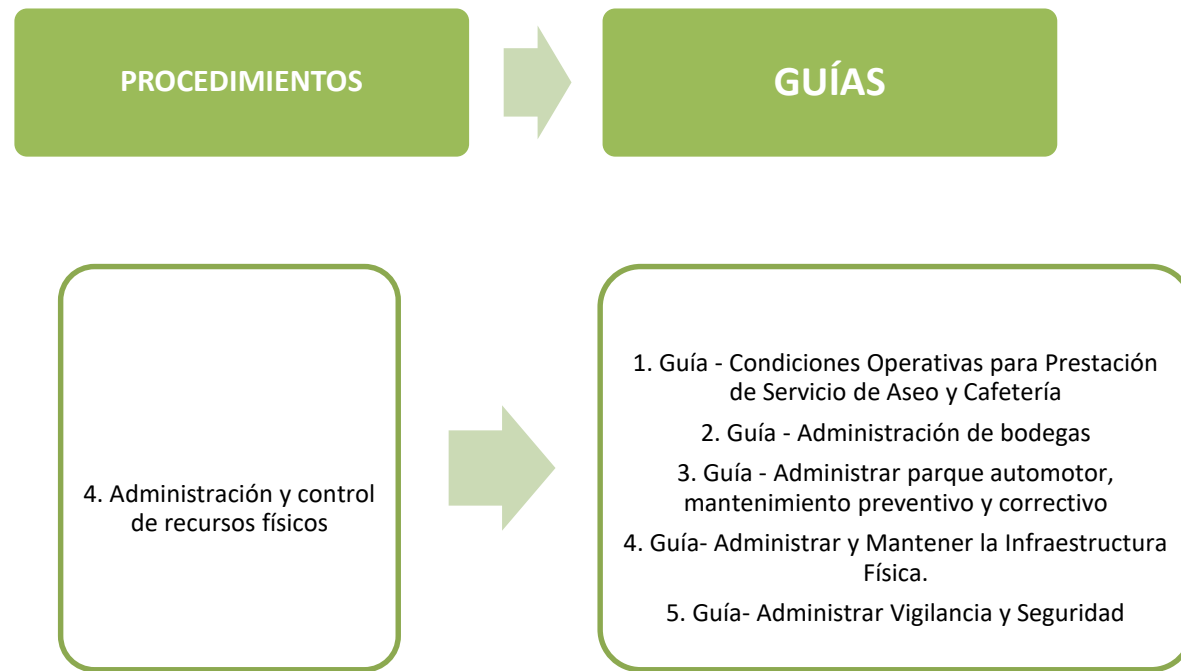 PROCEDIMIENTOS
GUÍAS
4. Administración y control
de recursos físicos
1. Guía - Condiciones Operativas para Prestación
de Servicio de Aseo y Cafetería
2. Guía - Administración de bodegas
3. Guía - Administrar parque automotor,
mantenimiento preventivo y correctivo
4. Guía- Administrar y Mantener la Infraestructura
Física.
5. Guía- Administrar Vigilancia y Seguridad